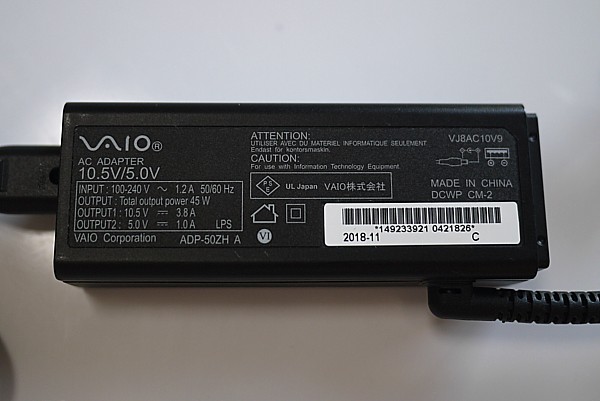 VAIO®
AC ADAPTER
10.5V/5.0V
INPUT : 100-240 V ~ 1.2 A 50/60 Hz
OUTPUT : Total output power 45 W
OUTPUT1 : 10.5 V ⎓ 3.8 A
OUTPUT2 : 5.0 V ⎓ 1.0 A LPS
VAIO Corporation ADP-50ZH A
ATTENTION:
UTILISER AVEC DU MATERIEL INFORMATIQUE SEULEMENT
Endast för kontorsmaskin.
CAUTION:
For use with Information Technology Equipment.
PSE
UL Japan VAIO株式会社
VI
VJ8AC10V9
MADE IN CHINA
DCWP CM-2
*149233921 0421826*
2018-11 C